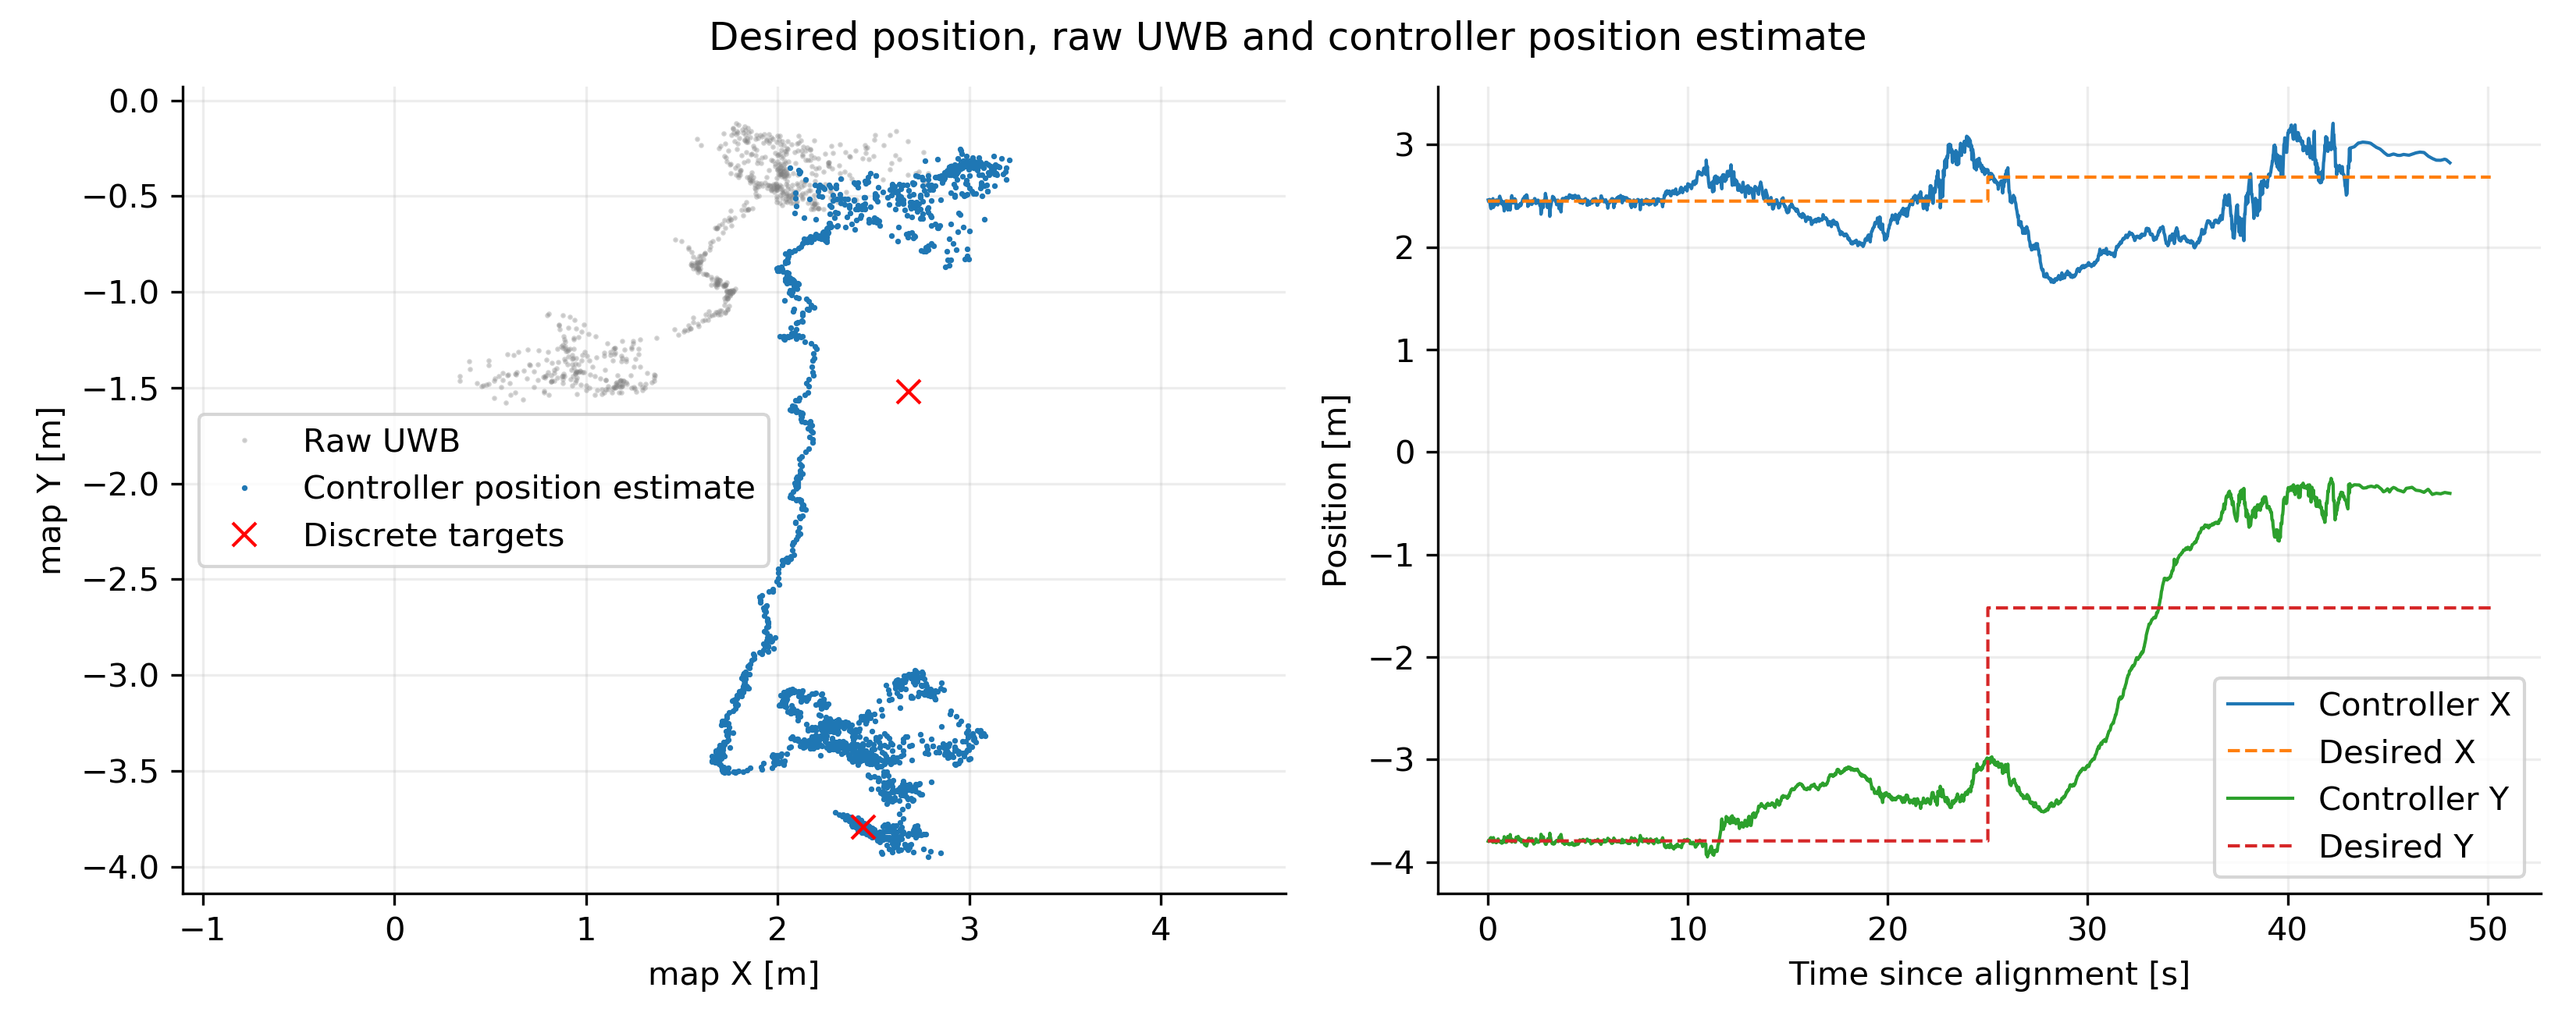 Desired position, raw UWB and controller position estimate
map Y [m]
0.0
−0.5
−1.0
−1.5
−2.0
−2.5
−3.0
−3.5
−4.0
Raw UWB
Controller position estimate
Discrete targets
−1 0 1 2 3 4
map X [m]
Position [m]
3
2
1
0
−1
−2
−3
−4
Controller X
Desired X
Controller Y
Desired Y
0 10 20 30 40 50
Time since alignment [s]